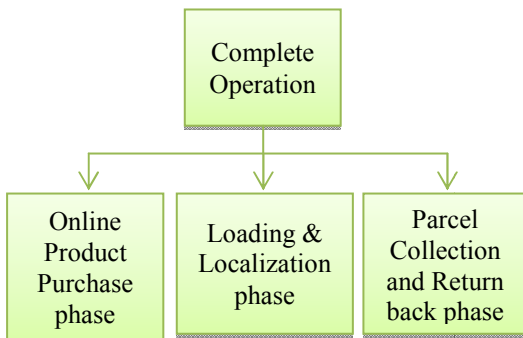 Complete
Operation
Online
Product
Purchase
phase
Loading &
Localization
phase
Parcel
Collection
and Return
back phase